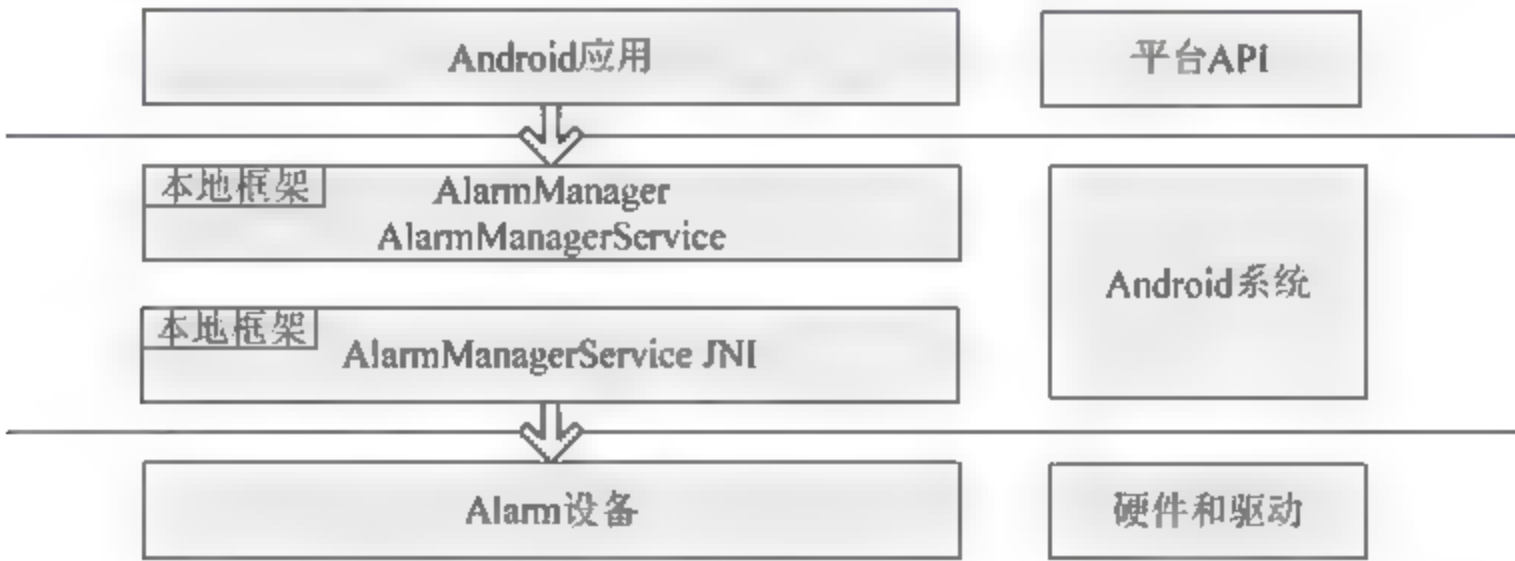 Android应用
平台API
本地框架
AlarmManager
AlarmManagerService
Android系统
本地框架
AlarmManagerService JNI
Alarm设备
硬件和驱动